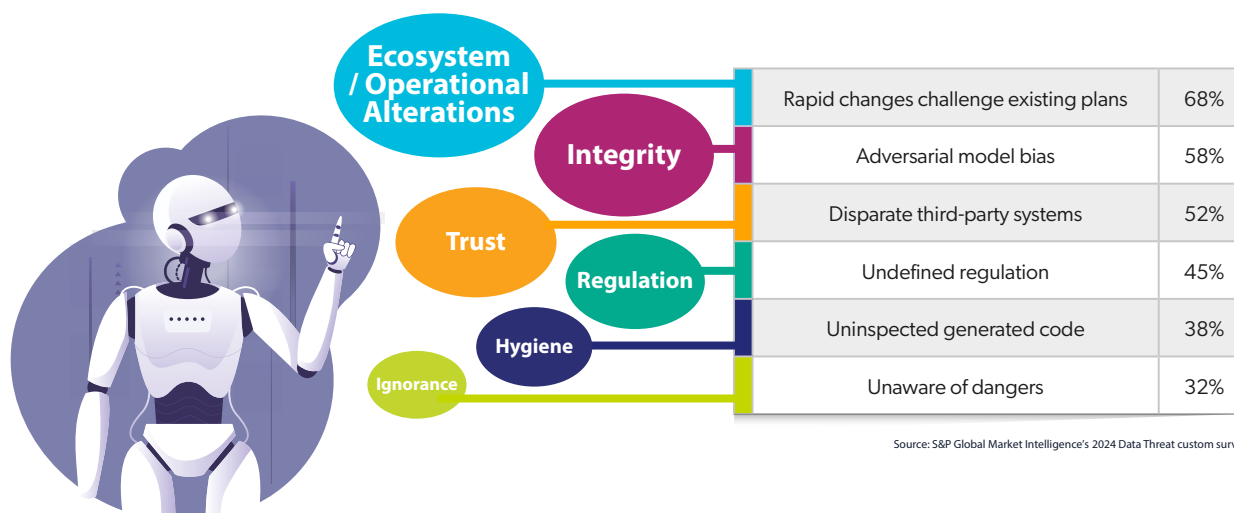 Ecosystem
/ Operational
Alterations
Rapid changes challenge existing plans 68%
Integrity
Adversarial model bias 58%
Trust
Disparate third-party systems 52%
Regulation
Undefined regulation 45%
Hygiene
Uninspected generated code 38%
Ignorance
Unaware of dangers 32%
Source: S&P Global Market Intelligence's 2024 Data Threat custom